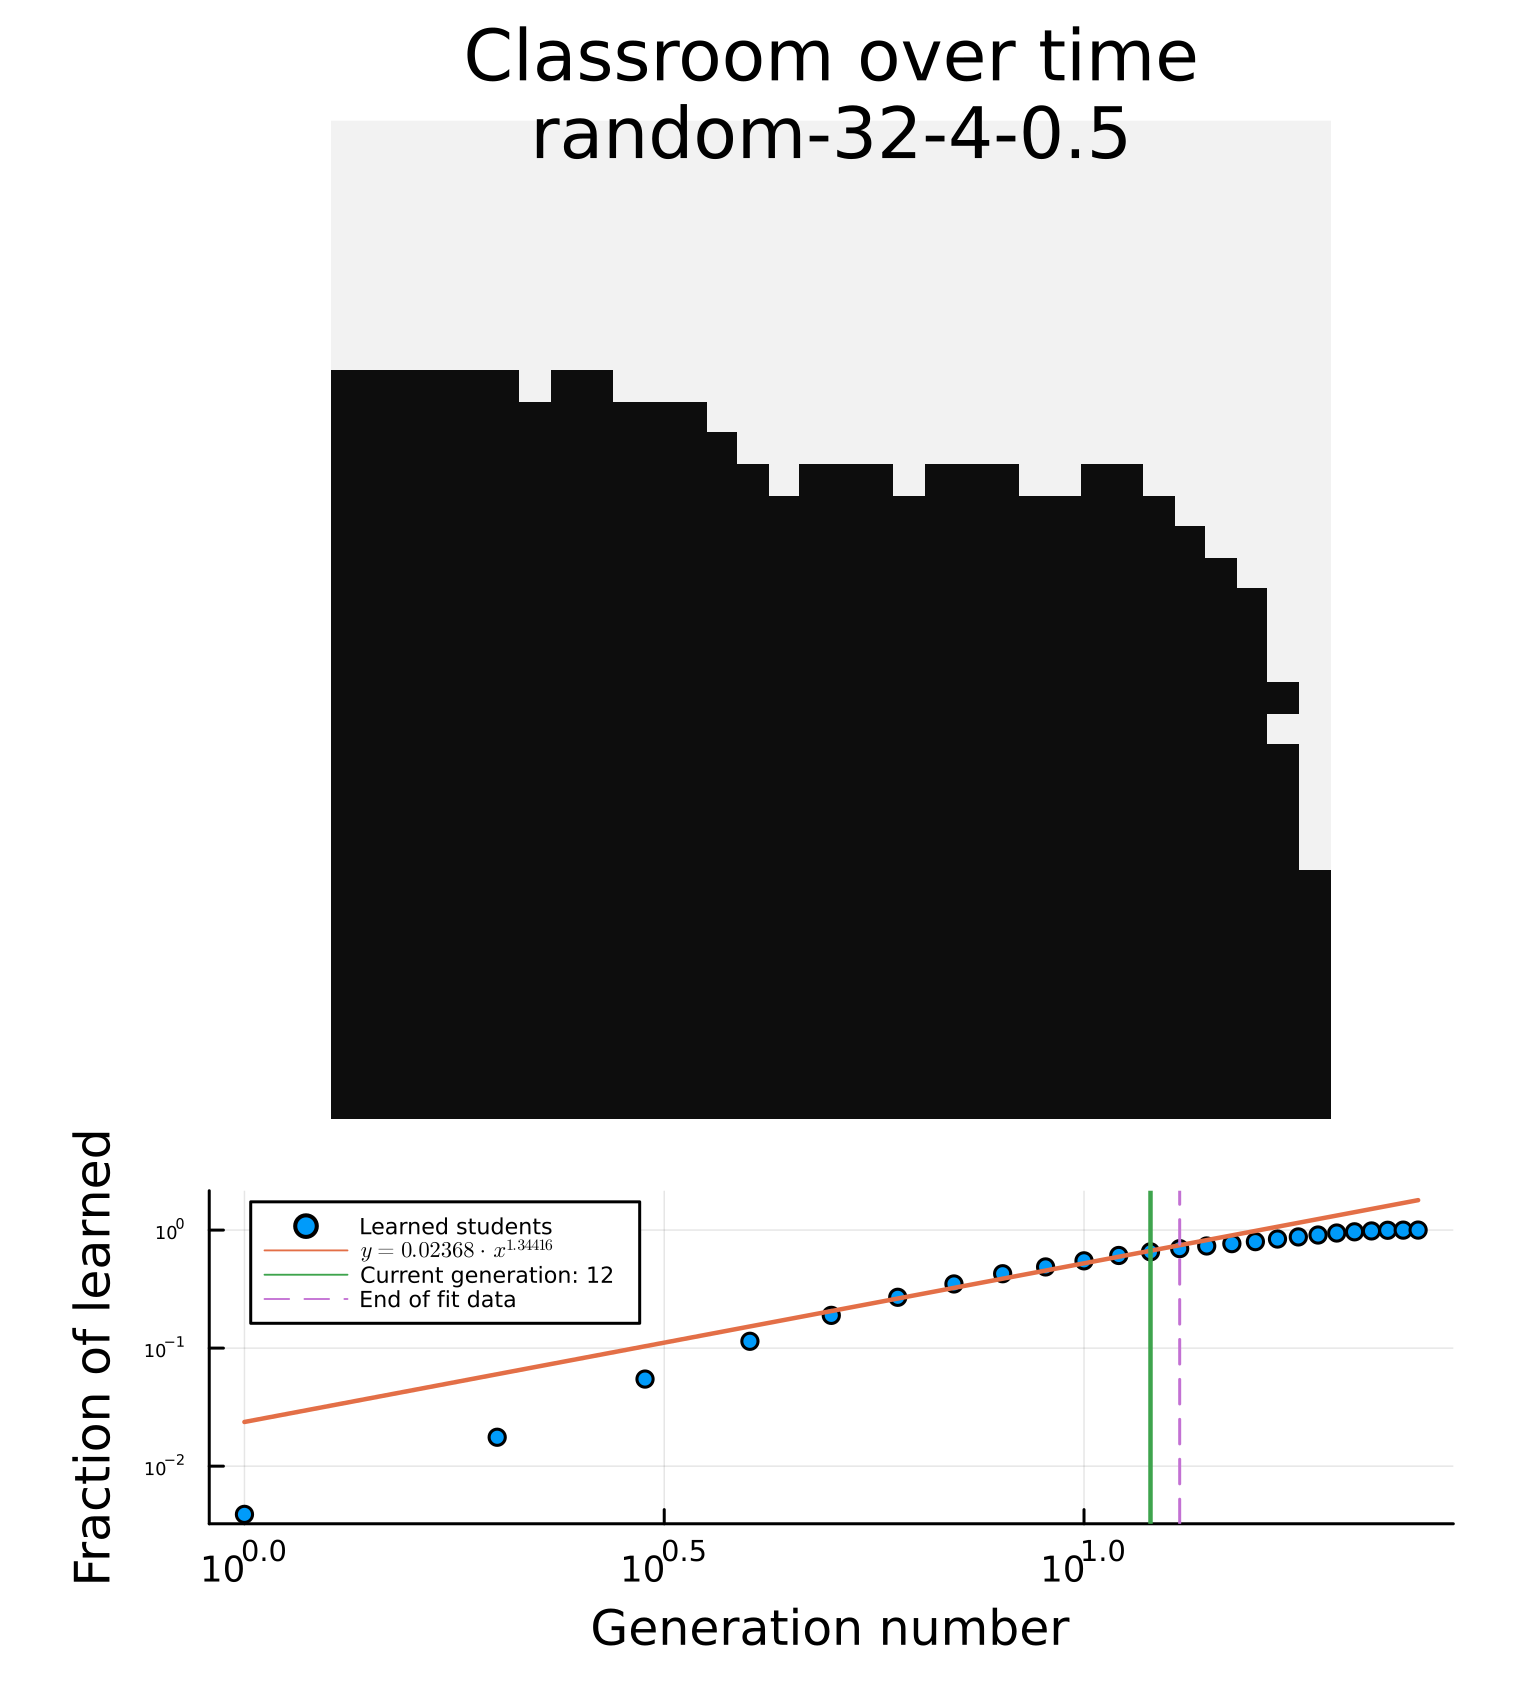 Classroom over time
random-32-4-0.5
Fraction of learned
10⁰
10⁻¹
10⁻²
Learned students
y = 0.02368 · x^1.34416
Current generation: 12
End of fit data
10^0.0
10^0.5
10^1.0
Generation number